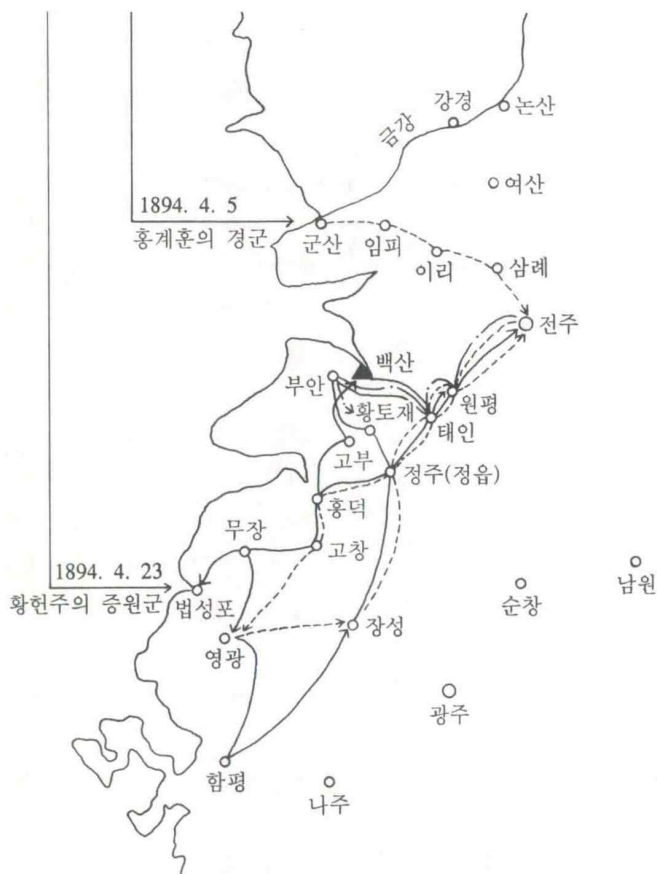 강경
논산
금강
여산
1894. 4. 5
홍계훈의 경군
군산
임피
이리
삼례
전주
백산
부안
황토재
원평
태인
고부
정주(정읍)
흥덕
무장
고창
1894. 4. 23
황헌주의 증원군
법성포
남원
순창
장성
영광
광주
함평
나주